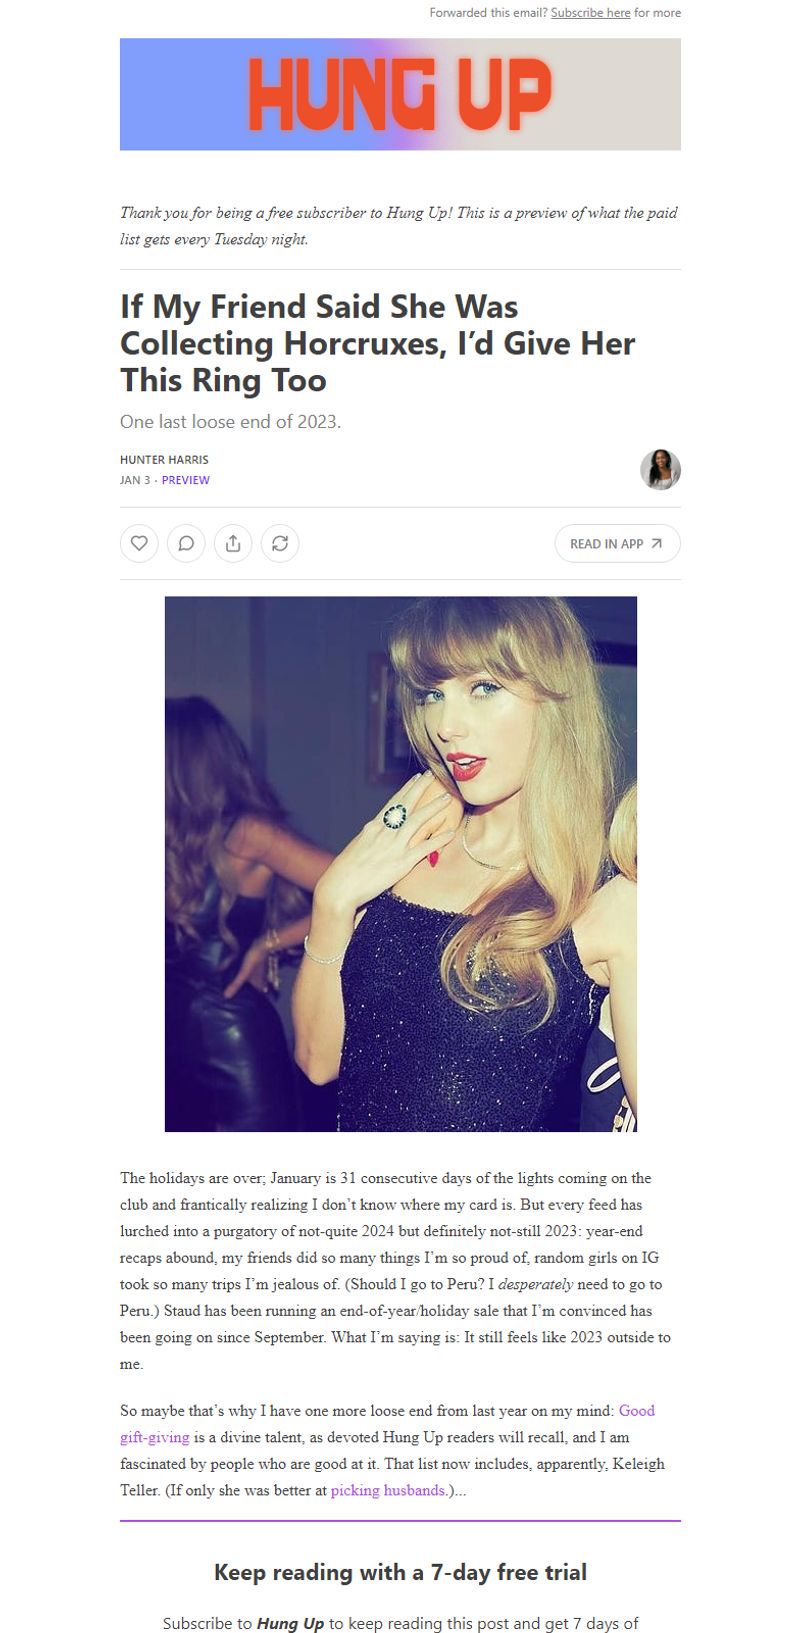 Forwarded this email? Subscribe here for more
HUNG UP
Thank you for being a free subscriber to Hung Up! This is a preview of what the paid
list gets every Tuesday night.
If My Friend Said She Was
Collecting Horcruxes, I’d Give Her
This Ring Too
One last loose end of 2023.
HUNTER HARRIS
JAN 3 · PREVIEW
READ IN APP
The holidays are over; January is 31 consecutive days of the lights coming on the
club and frantically realizing I don’t know where my card is. But every feed has
lurched into a purgatory of not-quite 2024 but definitely not-still 2023: year-end
recaps abound, my friends did so many things I’m so proud of, random girls on IG
took so many trips I’m jealous of. (Should I go to Peru? I desperately need to go to
Peru.) Staud has been running an end-of-year/holiday sale that I’m convinced has
been going on since September. What I’m saying is: It still feels like 2023 outside to
me.
So maybe that’s why I have one more loose end from last year on my mind: Good
gift-giving is a divine talent, as devoted Hung Up readers will recall, and I am
fascinated by people who are good at it. That list now includes, apparently, Keleigh
Teller. (If only she was better at picking husbands.)...
Keep reading with a 7-day free trial
Subscribe to Hung Up to keep reading this post and get 7 days of